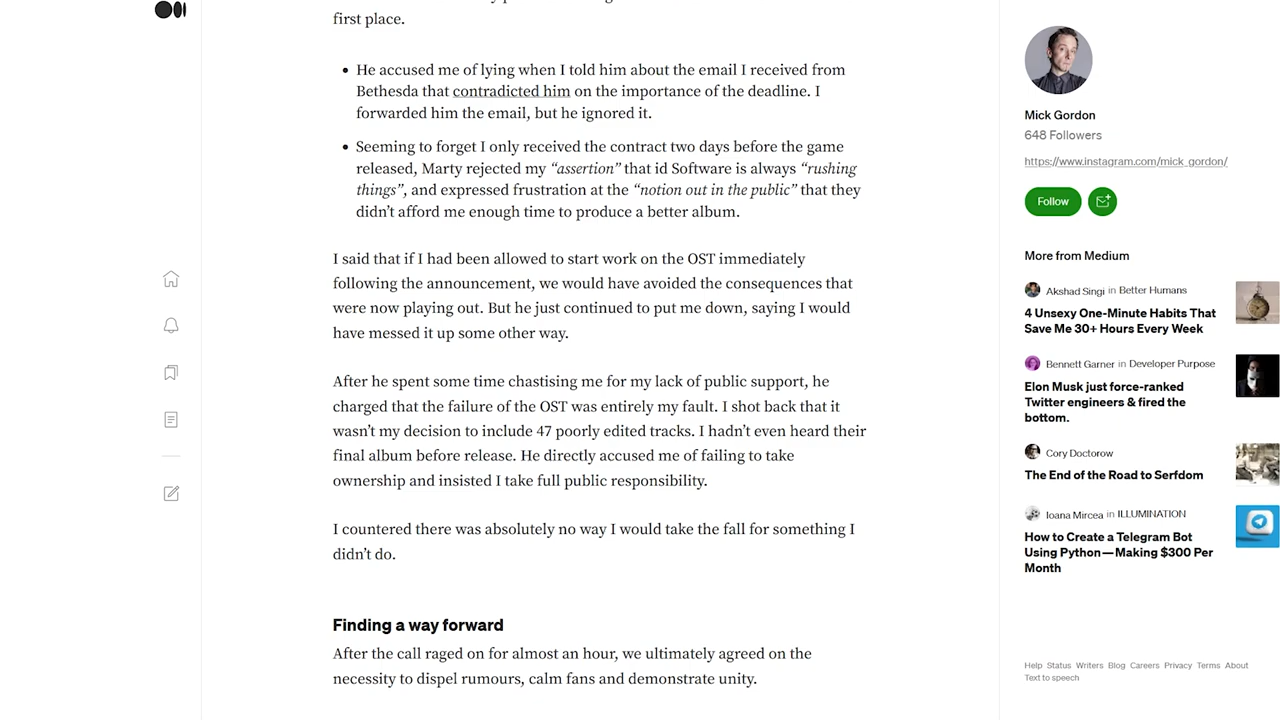 first place.
He accused me of lying when I told him about the email I received from
Bethesda that contradicted him on the importance of the deadline. I
forwarded him the email, but he ignored it.
Seeming to forget I only received the contract two days before the game
released, Marty rejected my “assertion” that id Software is always “rushing
things”, and expressed frustration at the “notion out in the public” that they
didn’t afford me enough time to produce a better album.
I said that if I had been allowed to start work on the OST immediately
following the announcement, we would have avoided the consequences that
were now playing out. But he just continued to put me down, saying I would
have messed it up some other way.
After he spent some time chastising me for my lack of public support, he
charged that the failure of the OST was entirely my fault. I shot back that it
wasn’t my decision to include 47 poorly edited tracks. I hadn’t even heard their
final album before release. He directly accused me of failing to take
ownership and insisted I take full public responsibility.
I countered there was absolutely no way I would take the fall for something I
didn’t do.
Finding a way forward
After the call raged on for almost an hour, we ultimately agreed on the
necessity to dispel rumours, calm fans and demonstrate unity.
Mick Gordon
648 Followers
https://www.instagram.com/mick_gordon/
Follow
More from Medium
Akshad Singi in Better Humans
4 Unsexy One-Minute Habits That
Save Me 30+ Hours Every Week
Bennett Garner in Developer Purpose
Elon Musk just force-ranked
Twitter engineers & fired the
bottom.
Cory Doctorow
The End of the Road to Serfdom
Ioana Mircea in ILLUMINATION
How to Create a Telegram Bot
Using Python — Making $300 Per
Month
Help Status Writers Blog Careers Privacy Terms About
Text to speech